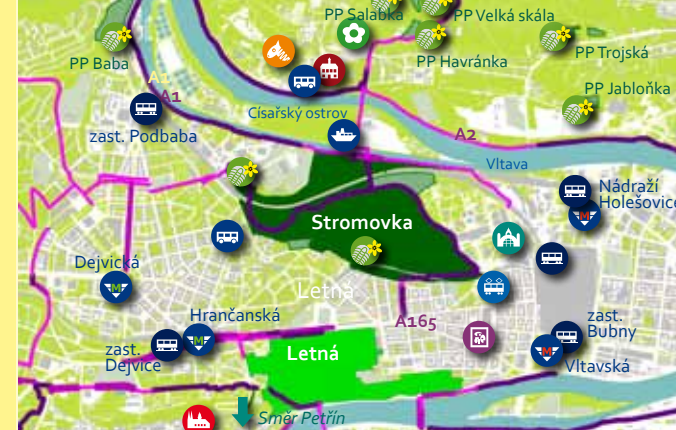 PP Salabka
PP Velká skála
PP Baba
PP Havránka
PP Trojská
A1
A1
PP Jabloňka
Císařský ostrov
zast. Podbaba
A2
Vltava
Nádraží
Holešovice
M
Stromovka
Dejvická
M
Letná
A165
Hrančanská
M
zast.
Dejvice
Letná
zast.
Bubny
M
Vltavská
Směr Petřín